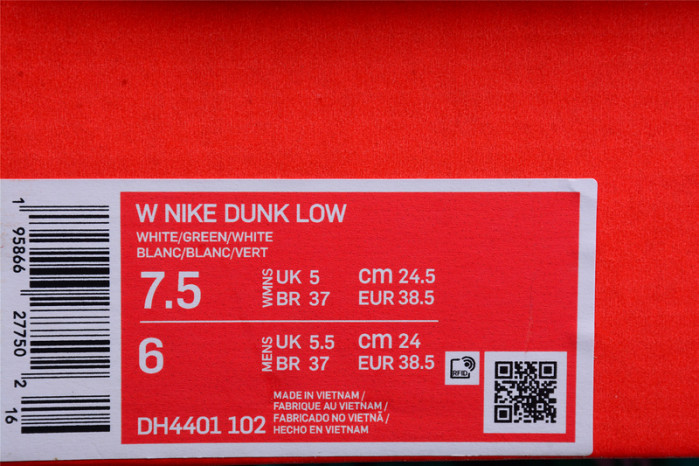 W NIKE DUNK LOW
WHITE/GREEN/WHITE
BLANC/BLANC/VERT
7.5 WMNS UK 5 cm 24.5
BR 37 EUR 38.5
6 MENS UK 5.5 cm 24
BR 37 EUR 38.5
RFID
MADE IN VIETNAM /
FABRIQUE AU VIETNAM /
FABRICADO NO VIETNÃ /
DH4401 102 HECHO EN VIETNAM
1 95866 27750 2 16